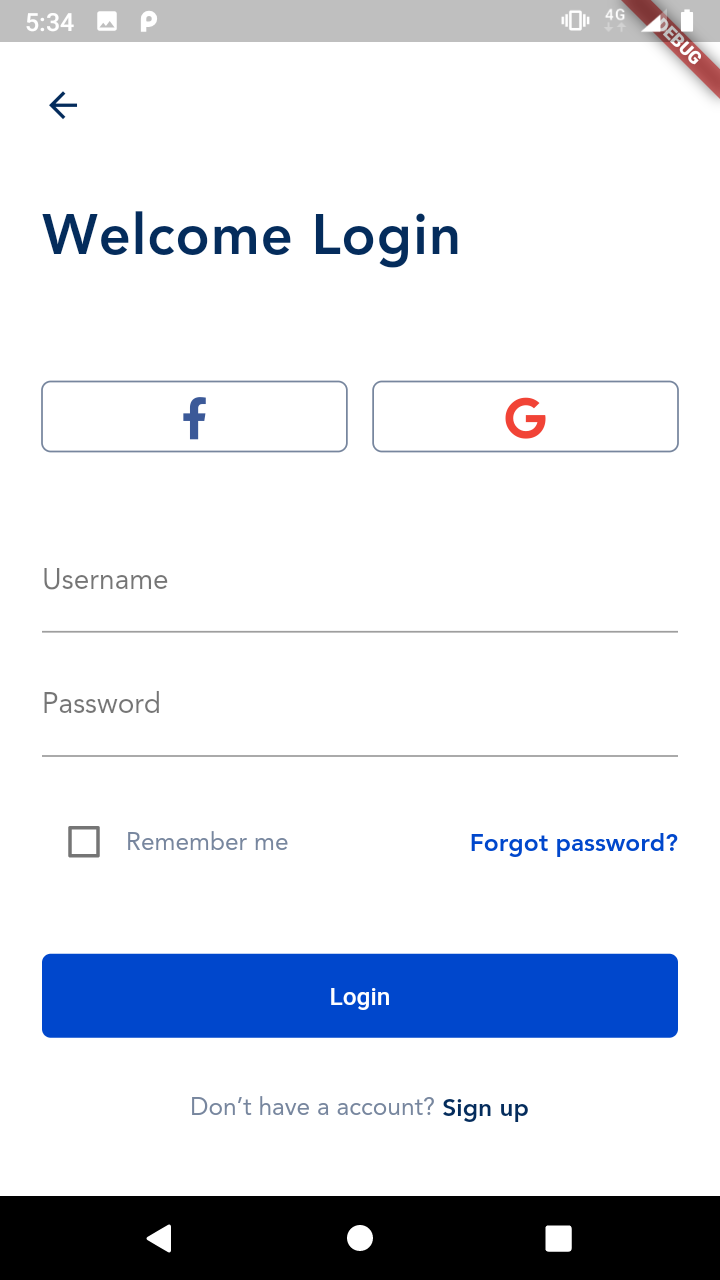 5:34
4G
DEBUG
Welcome Login
Username
Password
Remember me Forgot password?
Login
Don't have a account? Sign up